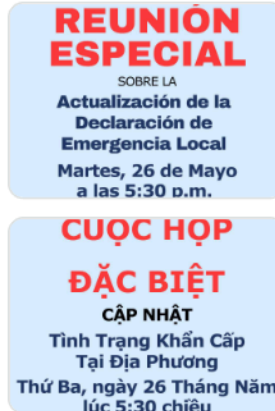 REUNIÓN
ESPECIAL
SOBRE LA
Actualización de la
Declaración de
Emergencia Local
Martes, 26 de Mayo
a las 5:30 p.m.
CUỘC HỌP
ĐẶC BIỆT
CẬP NHẬT
Tình Trạng Khẩn Cấp
Tại Địa Phương
Thứ Ba, ngày 26 Tháng Năm
lúc 5:30 chiều